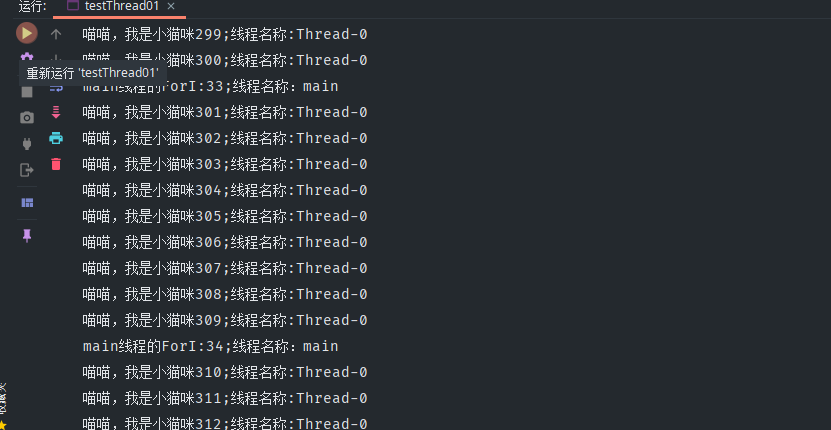 运行:
testThread01 ×
喵喵，我是小猫咪299;线程名称:Thread-0
喵喵，我是小猫咪300;线程名称:Thread-0
重新运行 'testThread01'
main线程的ForI:33;线程名称：main
喵喵，我是小猫咪301;线程名称:Thread-0
喵喵，我是小猫咪302;线程名称:Thread-0
喵喵，我是小猫咪303;线程名称:Thread-0
喵喵，我是小猫咪304;线程名称:Thread-0
喵喵，我是小猫咪305;线程名称:Thread-0
喵喵，我是小猫咪306;线程名称:Thread-0
喵喵，我是小猫咪307;线程名称:Thread-0
喵喵，我是小猫咪308;线程名称:Thread-0
喵喵，我是小猫咪309;线程名称:Thread-0
main线程的ForI:34;线程名称：main
喵喵，我是小猫咪310;线程名称:Thread-0
喵喵，我是小猫咪311;线程名称:Thread-0
喵喵，我是小猫咪312;线程名称:Thread-0